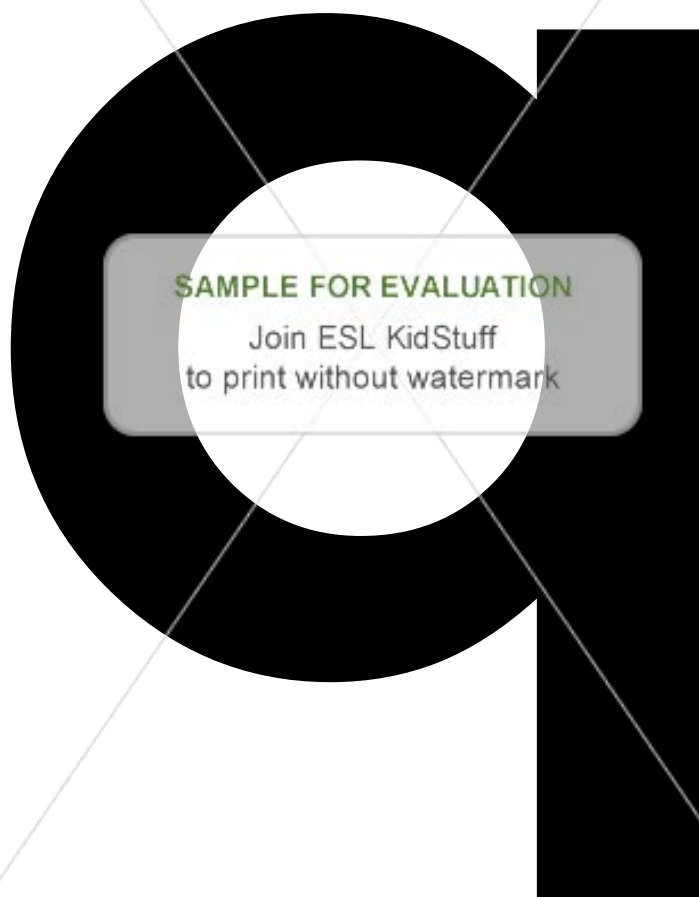 q
SAMPLE FOR EVALUATION
Join ESL KidStuff
to print without watermark